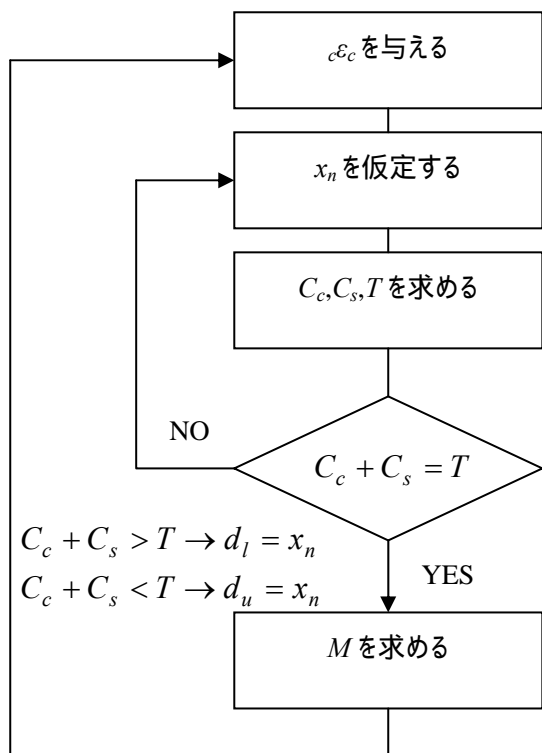 cεcを与える
xnを仮定する
Cc,Cs,Tを求める
NO
Cc + Cs = T
Cc + Cs > T → dl = xn
Cc + Cs < T → du = xn
YES
Mを求める